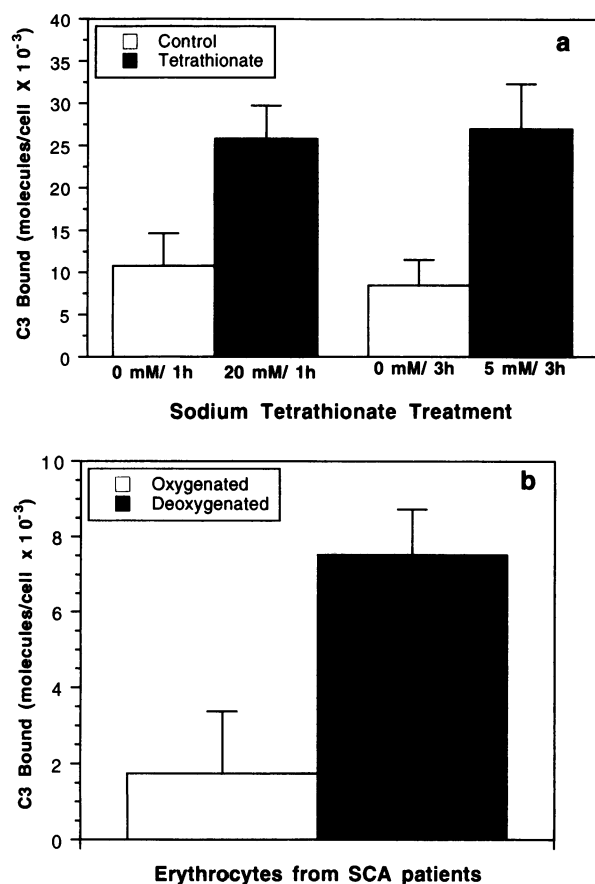 a
Control
Tetrathionate
C3 Bound (molecules/cell X 10⁻³)
40
35
30
25
20
15
10
5
0
0 mM/ 1h
20 mM/ 1h
0 mM/ 3h
5 mM/ 3h
Sodium Tetrathionate Treatment
b
Oxygenated
Deoxygenated
C3 Bound (molecules/cell x 10⁻³)
10
8
6
4
2
0
Erythrocytes from SCA patients